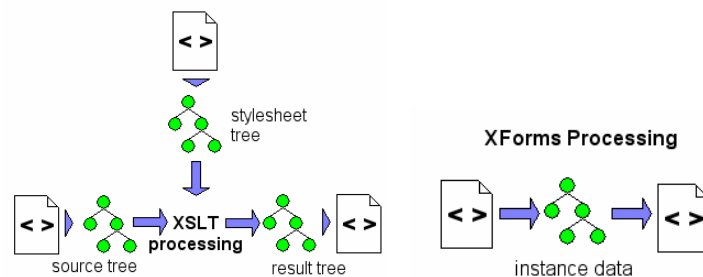 < >
stylesheet
tree
XForms Processing
< >
XSLT
processing
< >
< >
< >
source tree
result tree
instance data